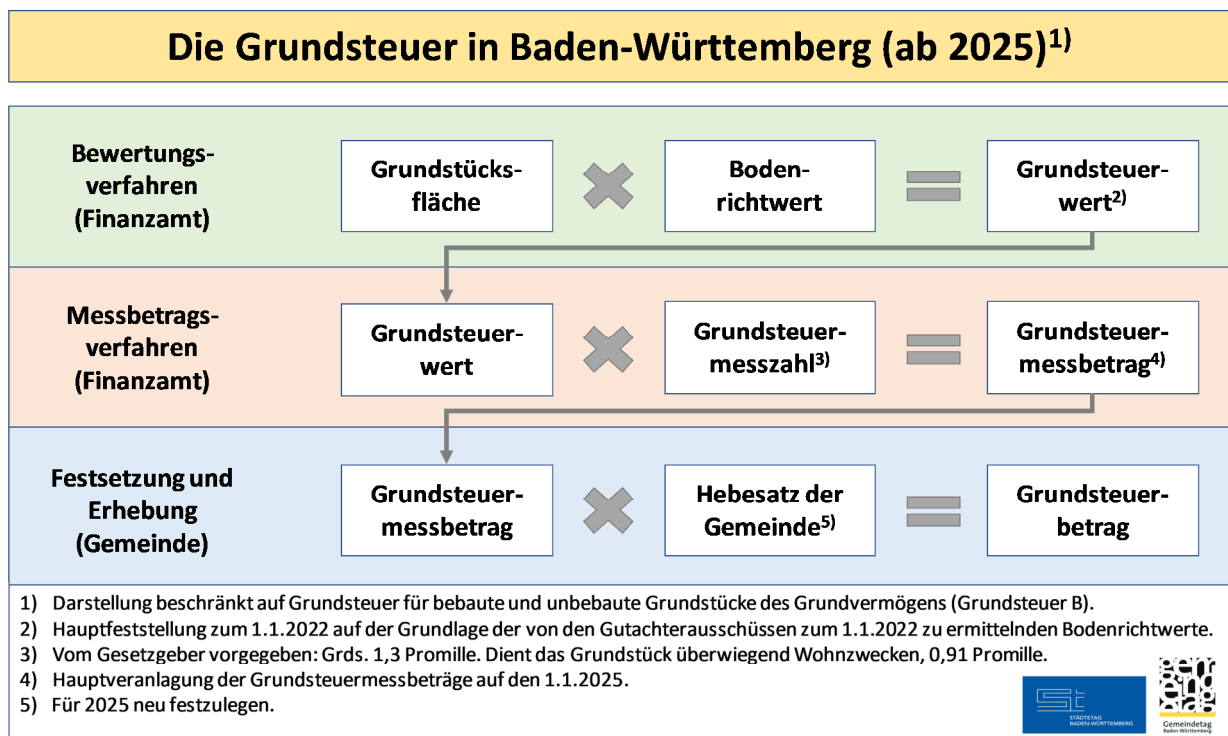 Die Grundsteuer in Baden-Württemberg (ab 2025)1)
Bewertungs-
verfahren
(Finanzamt)
Grundstücks-
fläche
Boden-
richtwert
Grundsteuer-
wert2)
Messbetrags-
verfahren
(Finanzamt)
Grundsteuer-
wert
Grundsteuer-
messzahl3)
Grundsteuer-
messbetrag4)
Festsetzung und
Erhebung
(Gemeinde)
Grundsteuer-
messbetrag
Hebesatz der
Gemeinde5)
Grundsteuer-
betrag
1) Darstellung beschränkt auf Grundsteuer für bebaute und unbebaute Grundstücke des Grundvermögens (Grundsteuer B).
2) Hauptfeststellung zum 1.1.2022 auf der Grundlage der von den Gutachterausschüssen zum 1.1.2022 zu ermittelnden Bodenrichtwerte.
3) Vom Gesetzgeber vorgegeben: Grds. 1,3 Promille. Dient das Grundstück überwiegend Wohnzwecken, 0,91 Promille.
4) Hauptveranlagung der Grundsteuermessbeträge auf den 1.1.2025.
5) Für 2025 neu festzulegen.
St
STÄDTETAG
BADEN-WÜRTTEMBERG
gem
ein
de
tag
Gemeindetag
Baden-Württemberg